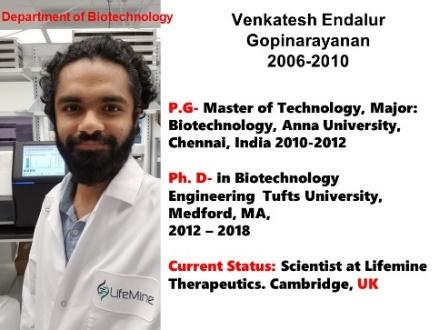 Department of Biotechnology
Venkatesh Endalur
Gopinarayanan
2006-2010
P.G- Master of Technology, Major:
Biotechnology, Anna University,
Chennai, India 2010-2012
Ph. D- in Biotechnology
Engineering Tufts University,
Medford, MA,
2012 – 2018
Current Status: Scientist at Lifemine
Therapeutics. Cambridge, UK
LifeMine